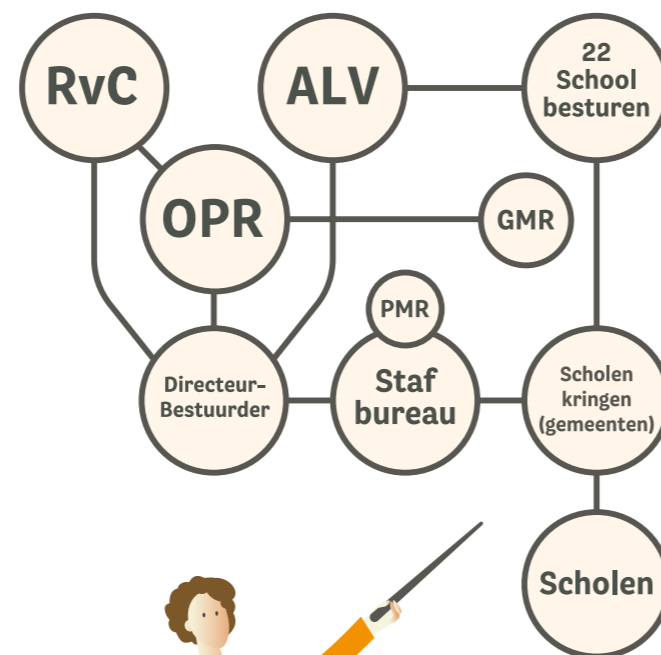 RvC
ALV
22
School
besturen
OPR
GMR
PMR
Directeur-
Bestuurder
Staf
bureau
Scholen
kringen
(gemeenten)
Scholen